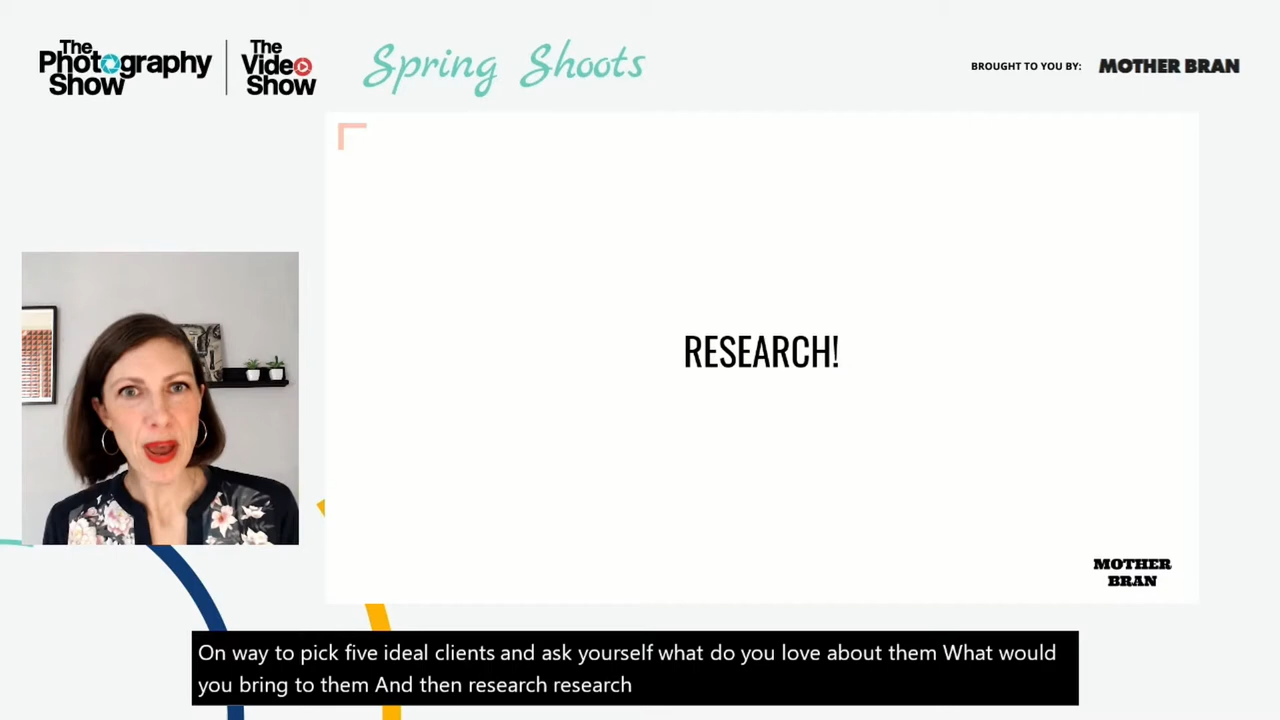 The
Photography
Show
The
Video
Show
Spring Shoots
BROUGHT TO YOU BY:
MOTHER BRAN
RESEARCH!
MOTHER
BRAN
On way to pick five ideal clients and ask yourself what do you love about them What would
you bring to them And then research research